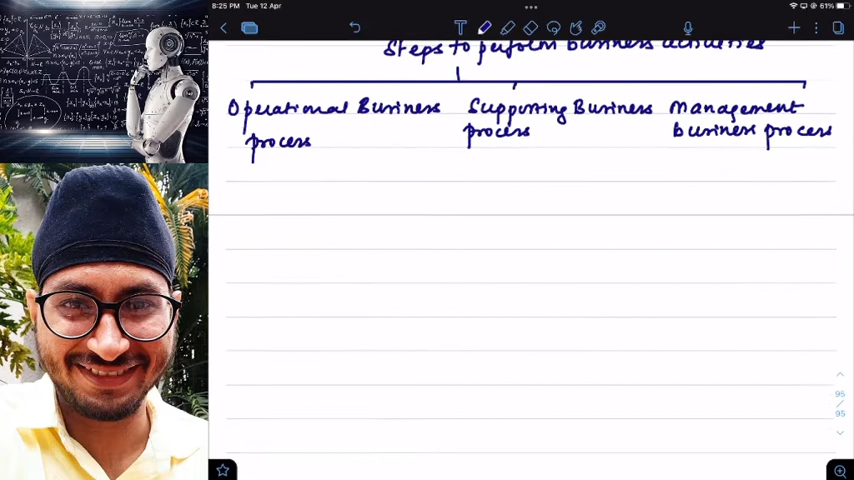 8:25 PM Tue 12 Apr
61%
Steps to perform business activities
Operational Business process
Supporting Business process
Management business process
95
/
95